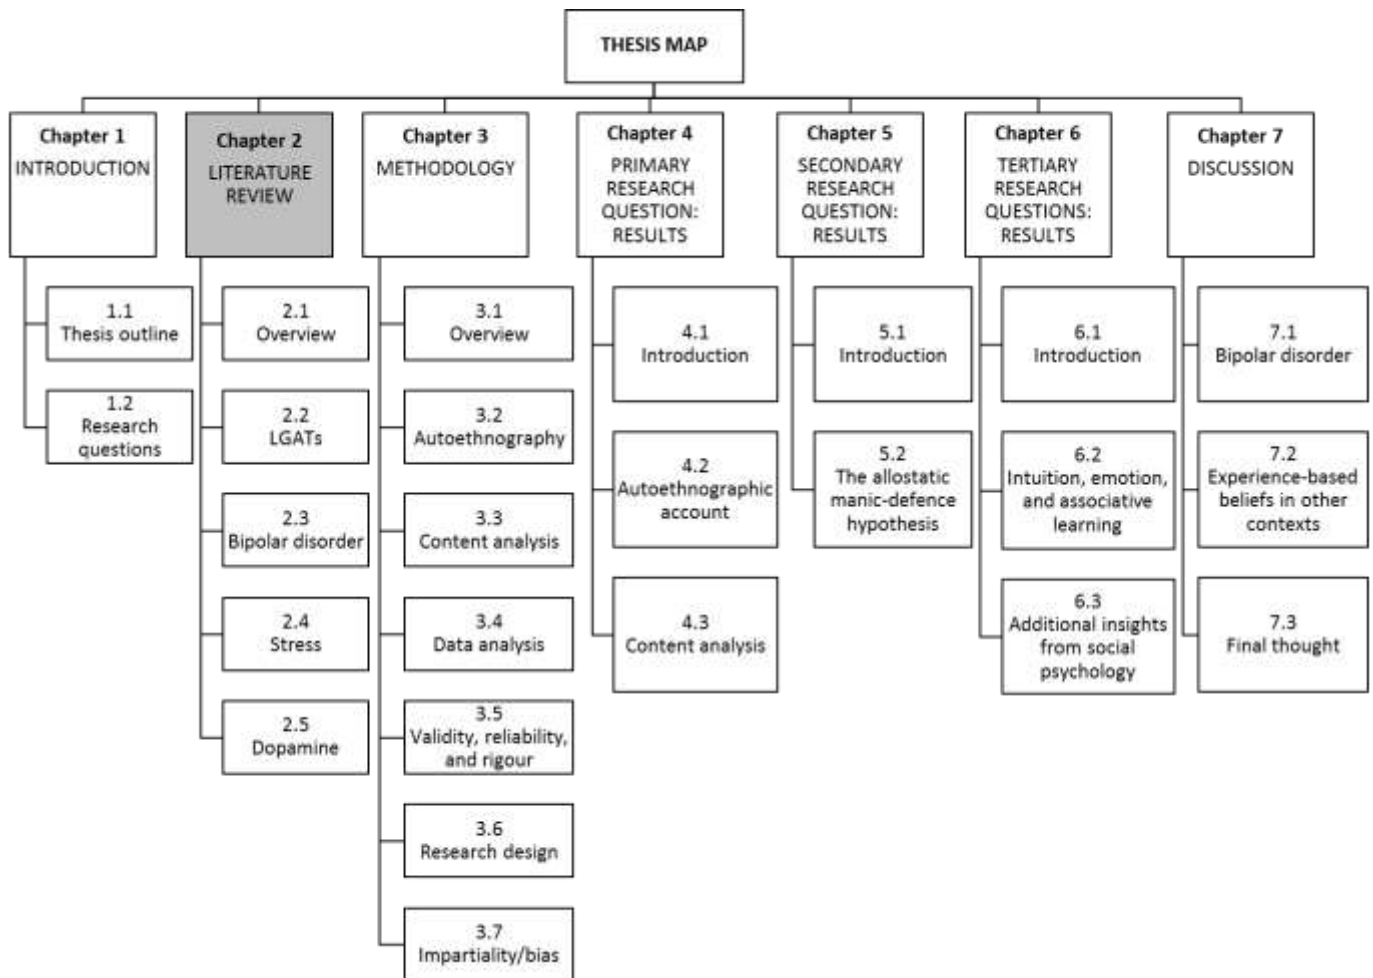 THESIS MAP
Chapter 1
INTRODUCTION
Chapter 2
LITERATURE
REVIEW
Chapter 3
METHODOLOGY
Chapter 4
PRIMARY
RESEARCH
QUESTION:
RESULTS
Chapter 5
SECONDARY
RESEARCH
QUESTION:
RESULTS
Chapter 6
TERTIARY
RESEARCH
QUESTIONS:
RESULTS
Chapter 7
DISCUSSION
1.1
Thesis outline
1.2
Research
questions
2.1
Overview
2.2
LGATs
2.3
Bipolar disorder
2.4
Stress
2.5
Dopamine
3.1
Overview
3.2
Autoethnography
3.3
Content analysis
3.4
Data analysis
3.5
Validity, reliability,
and rigour
3.6
Research design
3.7
Impartiality/bias
4.1
Introduction
4.2
Autoethnographic
account
4.3
Content analysis
5.1
Introduction
5.2
The allostatic
manic-defence
hypothesis
6.1
Introduction
6.2
Intuition, emotion,
and associative
learning
6.3
Additional insights
from social
psychology
7.1
Bipolar disorder
7.2
Experience-based
beliefs in other
contexts
7.3
Final thought